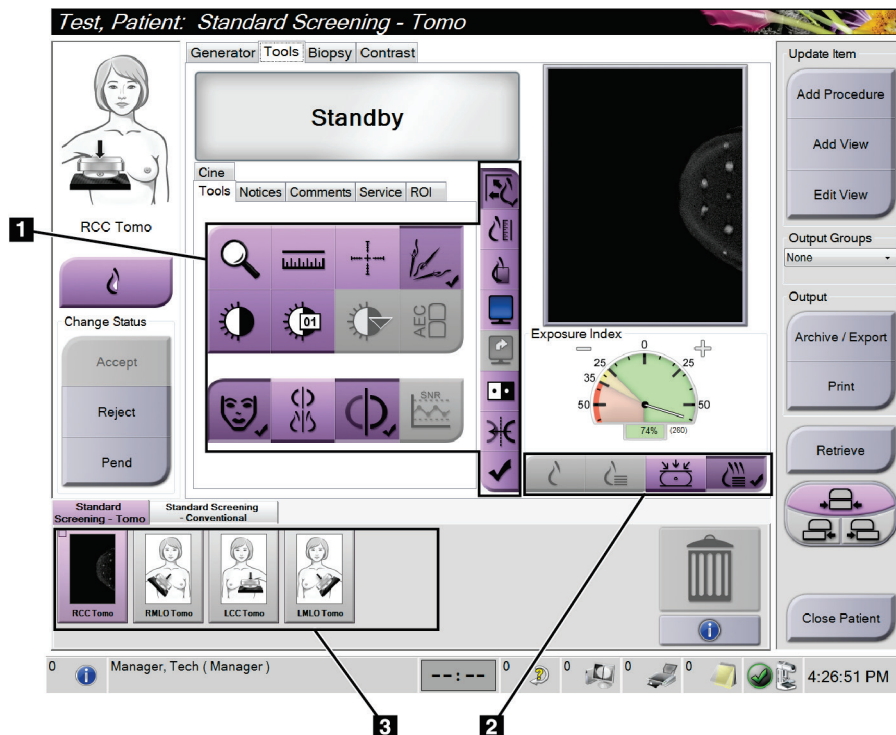 Test, Patient: Standard Screening - Tomo
Generator Tools Biopsy Contrast
Standby
Cine
Tools Notices Comments Service ROI
RCC Tomo
Change Status
Accept
Reject
Pend
01
AEC
SNR
Exposure Index
0
25 25
35
50 50
74% (260)
Update Item
Add Procedure
Add View
Edit View
Output Groups
None
Output
Archive / Export
Print
Retrieve
Close Patient
Standard
Screening - Tomo
Standard Screening
- Conventional
RCC Tomo RMLO Tomo LCC Tomo LMLO Tomo
0 Manager, Tech ( Manager ) --:-- 0 0 0 0 4:26:51 PM
1
2
3